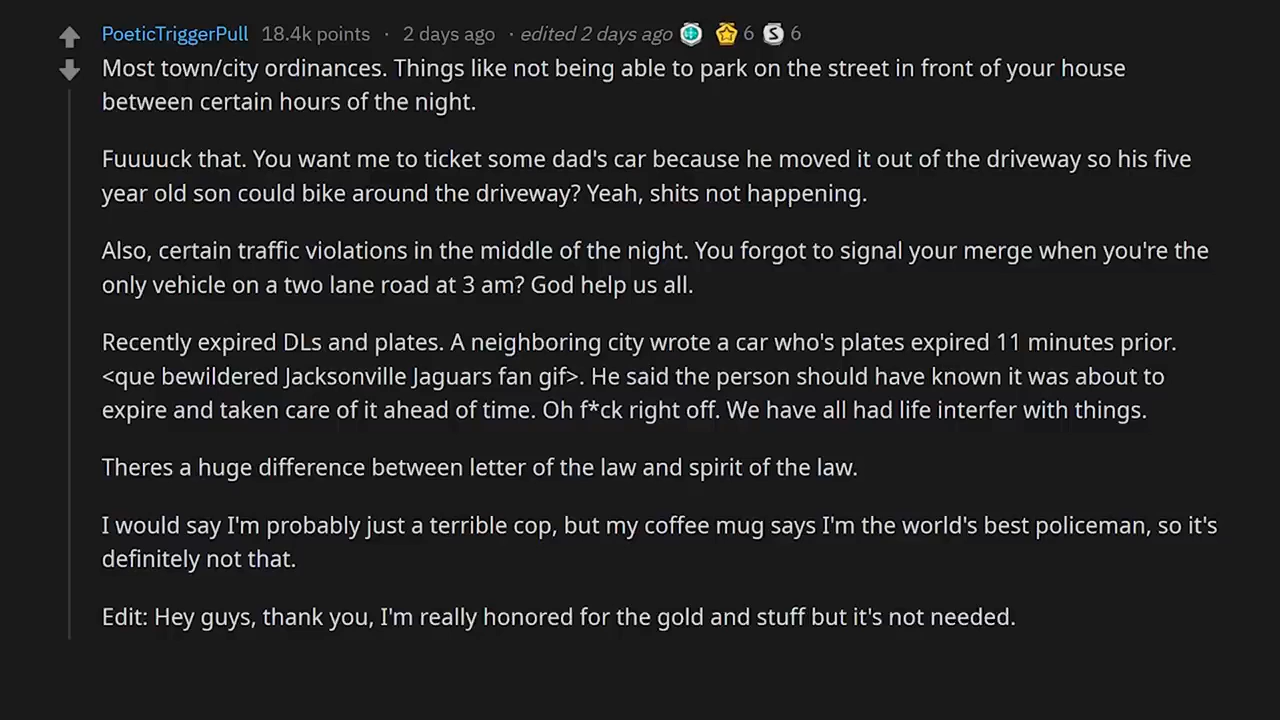 PoeticTriggerPull 18.4k points · 2 days ago · edited 2 days ago 6 S 6
Most town/city ordinances. Things like not being able to park on the street in front of your house
between certain hours of the night.
Fuuuuck that. You want me to ticket some dad's car because he moved it out of the driveway so his five
year old son could bike around the driveway? Yeah, shits not happening.
Also, certain traffic violations in the middle of the night. You forgot to signal your merge when you're the
only vehicle on a two lane road at 3 am? God help us all.
Recently expired DLs and plates. A neighboring city wrote a car who's plates expired 11 minutes prior.
<que bewildered Jacksonville Jaguars fan gif>. He said the person should have known it was about to
expire and taken care of it ahead of time. Oh f*ck right off. We have all had life interfer with things.
Theres a huge difference between letter of the law and spirit of the law.
I would say I'm probably just a terrible cop, but my coffee mug says I'm the world's best policeman, so it's
definitely not that.
Edit: Hey guys, thank you, I'm really honored for the gold and stuff but it's not needed.